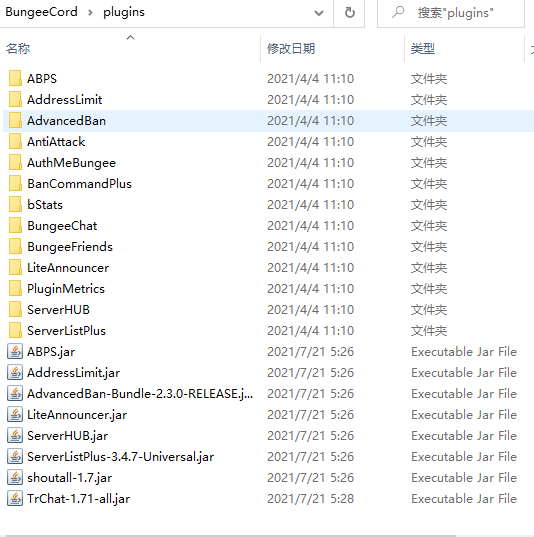 BungeeCord > plugins
搜索"plugins"
名称 修改日期 类型
ABPS 2021/4/4 11:10 文件夹
AddressLimit 2021/4/4 11:10 文件夹
AdvancedBan 2021/4/4 11:10 文件夹
AntiAttack 2021/4/4 11:10 文件夹
AuthMeBungee 2021/4/4 11:10 文件夹
BanCommandPlus 2021/4/4 11:10 文件夹
bStats 2021/4/4 11:10 文件夹
BungeeChat 2021/4/4 11:10 文件夹
BungeeFriends 2021/4/4 11:10 文件夹
LiteAnnouncer 2021/4/4 11:10 文件夹
PluginMetrics 2021/4/4 11:10 文件夹
ServerHUB 2021/4/4 11:10 文件夹
ServerListPlus 2021/4/4 11:10 文件夹
ABPS.jar 2021/7/21 5:26 Executable Jar File
AddressLimit.jar 2021/7/21 5:26 Executable Jar File
AdvancedBan-Bundle-2.3.0-RELEASE.j... 2021/7/21 5:26 Executable Jar File
LiteAnnouncer.jar 2021/7/21 5:26 Executable Jar File
ServerHUB.jar 2021/7/21 5:26 Executable Jar File
ServerListPlus-3.4.7-Universal.jar 2021/7/21 5:26 Executable Jar File
shoutall-1.7.jar 2021/7/21 5:26 Executable Jar File
TrChat-1.71-all.jar 2021/7/21 5:28 Executable Jar File